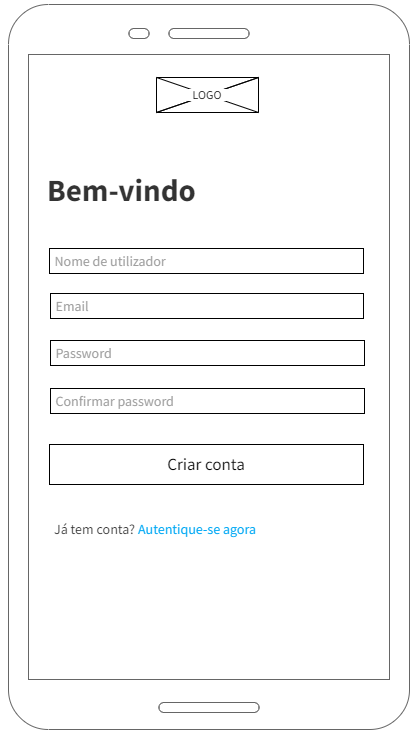 LOGO
Bem-vindo
Nome de utilizador
Email
Password
Confirmar password
Criar conta
Já tem conta? Autentique-se agora